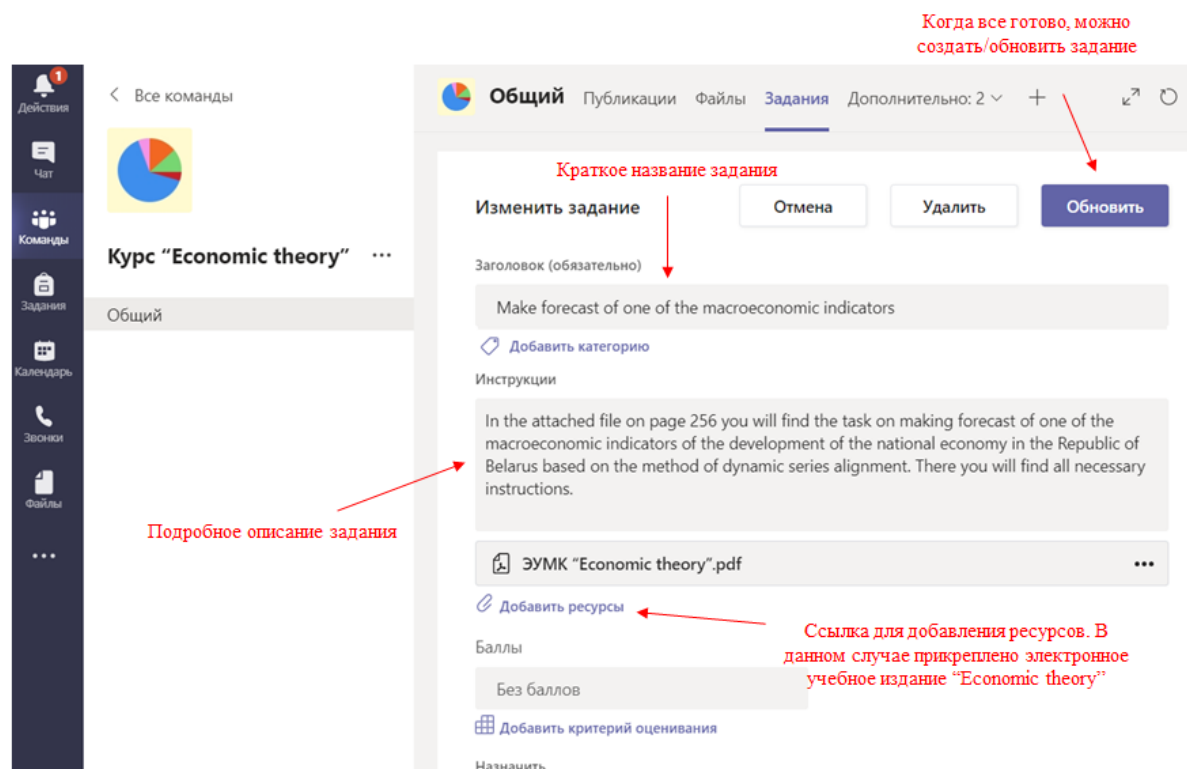 Когда все готово, можно
создать/обновить задание
1
Действия
Чат
Команды
Задания
Календарь
Звонки
Файлы
Все команды
Курс “Economic theory”
Общий
Общий Публикации Файлы Задания Дополнительно: 2
Краткое название задания
Изменить задание Отмена Удалить Обновить
Заголовок (обязательно)
Make forecast of one of the macroeconomic indicators
Добавить категорию
Инструкции
In the attached file on page 256 you will find the task on making forecast of one of the
macroeconomic indicators of the development of the national economy in the Republic of
Belarus based on the method of dynamic series alignment. There you will find all necessary
instructions.
Подробное описание задания
ЭУМК “Economic theory”.pdf
Добавить ресурсы
Ссылка для добавления ресурсов. В
данном случае прикреплено электронное
учебное издание “Economic theory”
Баллы
Без баллов
Добавить критерий оценивания
Назначить